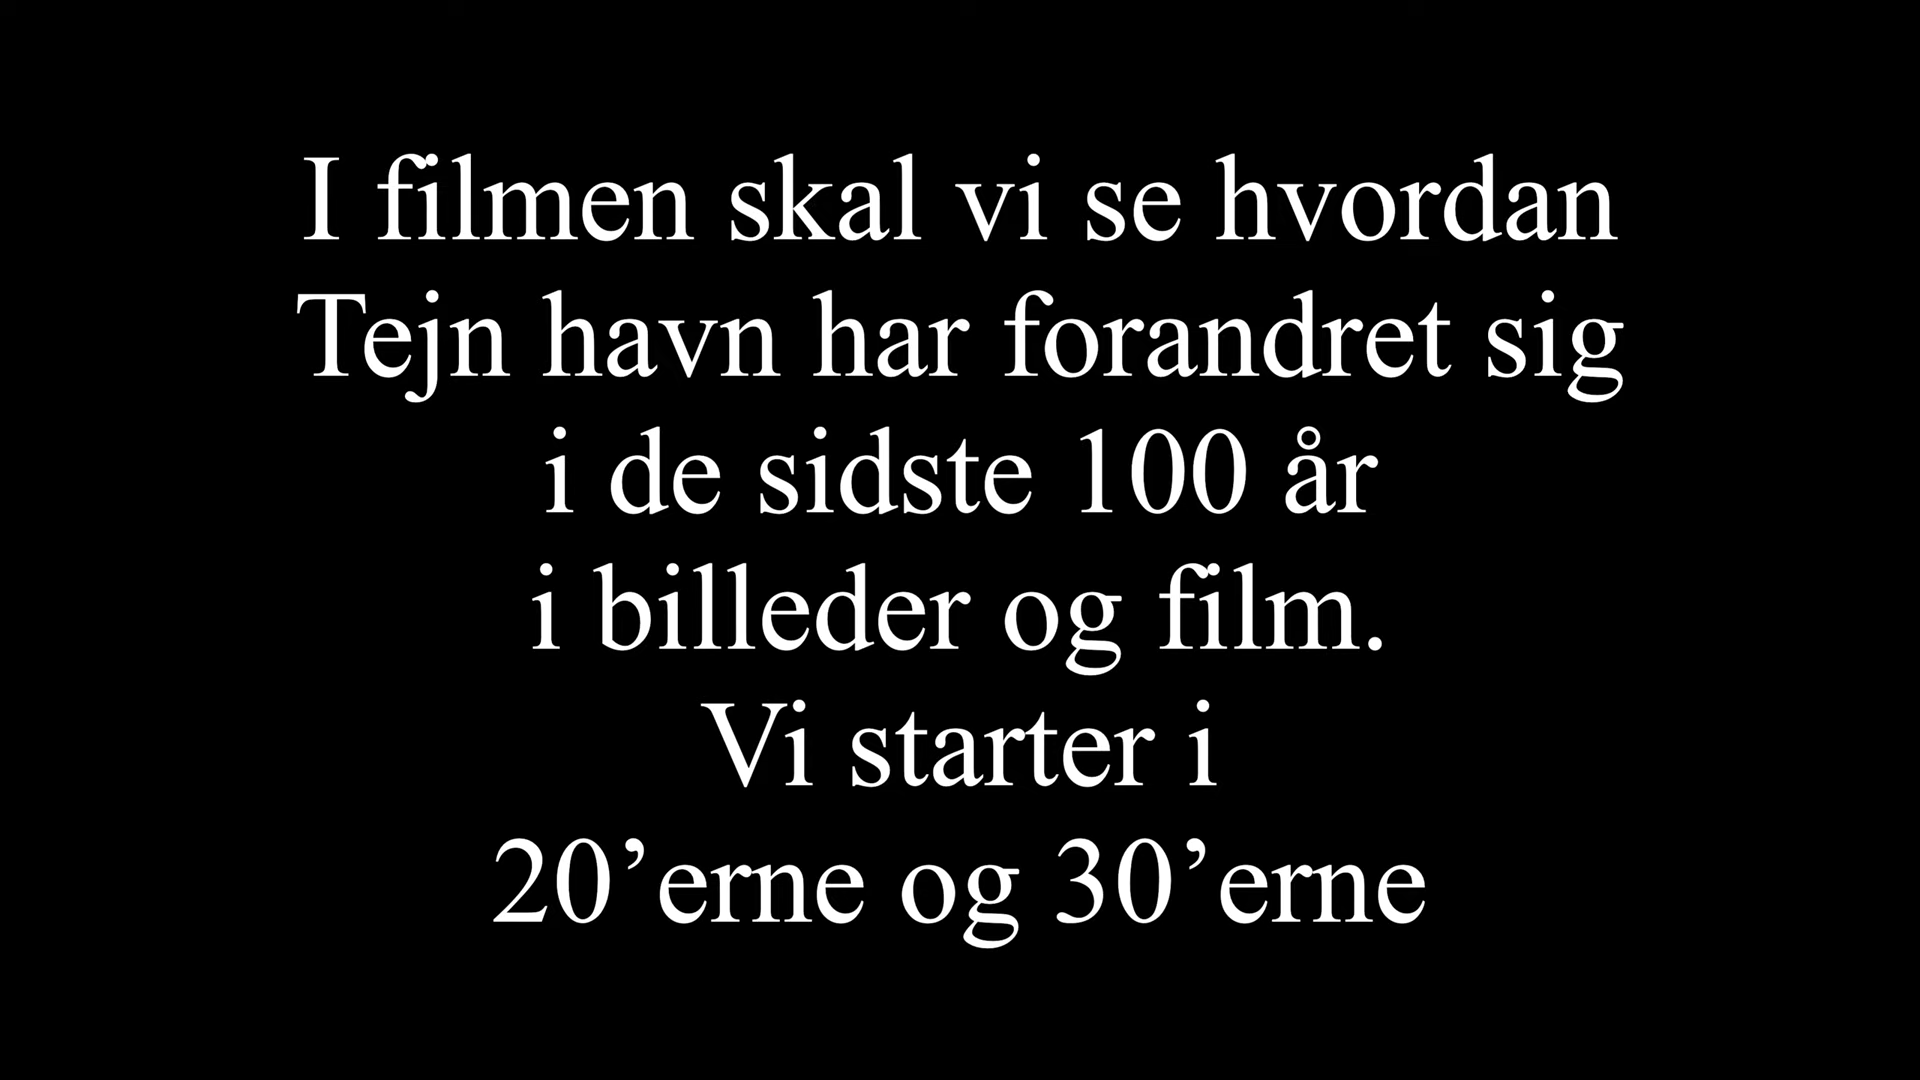 I filmen skal vi se hvordan
Tejn havn har forandret sig
i de sidste 100 år
i billeder og film.
Vi starter i
20’erne og 30’erne